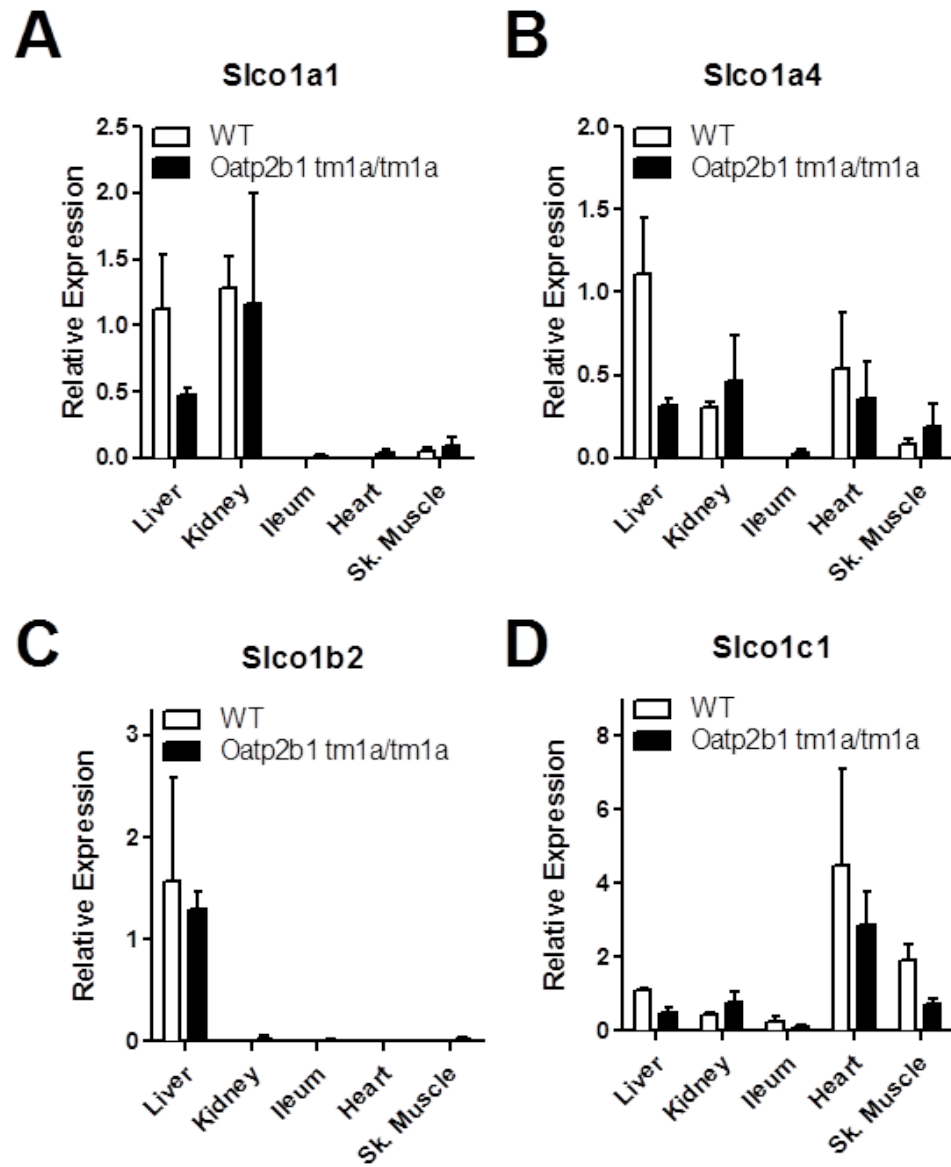 A
Slco1a1
WT
Oatp2b1 tm1a/tm1a
Relative Expression
2.5
2.0
1.5
1.0
0.5
0.0
Liver
Kidney
Ileum
Heart
Sk. Muscle
B
Slco1a4
WT
Oatp2b1 tm1a/tm1a
Relative Expression
2.0
1.5
1.0
0.5
0.0
Liver
Kidney
Ileum
Heart
Sk. Muscle
C
Slco1b2
WT
Oatp2b1 tm1a/tm1a
Relative Expression
3
2
1
0
Liver
Kidney
Ileum
Heart
Sk. Muscle
D
Slco1c1
WT
Oatp2b1 tm1a/tm1a
Relative Expression
8
6
4
2
0
Liver
Kidney
Ileum
Heart
Sk. Muscle